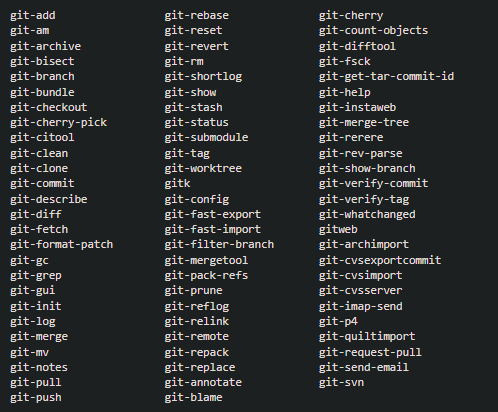 git-add git-rebase git-cherry
git-am git-reset git-count-objects
git-archive git-revert git-difftool
git-bisect git-rm git-fsck
git-branch git-shortlog git-get-tar-commit-id
git-bundle git-show git-help
git-checkout git-stash git-instaweb
git-cherry-pick git-status git-merge-tree
git-citool git-submodule git-rerere
git-clean git-tag git-rev-parse
git-clone git-worktree git-show-branch
git-commit gitk git-verify-commit
git-describe git-config git-verify-tag
git-diff git-fast-export git-whatchanged
git-fetch git-fast-import gitweb
git-format-patch git-filter-branch git-archimport
git-gc git-mergetool git-cvsexportcommit
git-grep git-pack-refs git-cvsimport
git-gui git-prune git-cvsserver
git-init git-reflog git-imap-send
git-log git-relink git-p4
git-merge git-remote git-quiltimport
git-mv git-repack git-request-pull
git-notes git-replace git-send-email
git-pull git-annotate git-svn
git-push git-blame